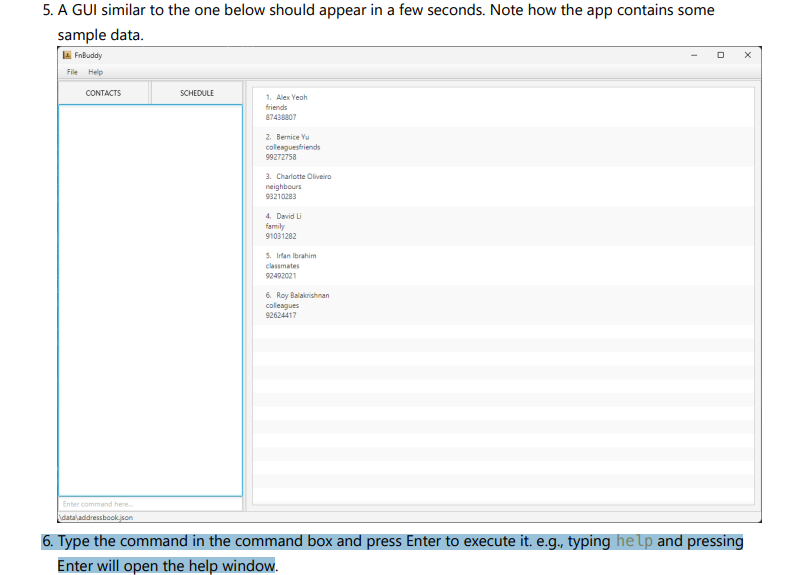 5. A GUI similar to the one below should appear in a few seconds. Note how the app contains some
sample data.
FnBuddy
File Help
CONTACTS SCHEDULE
1. Alex Yeoh
friends
87438807
2. Bernice Yu
colleaguesfriends
99272758
3. Charlotte Oliveiro
neighbours
93210283
4. David Li
family
91031282
5. Irfan Ibrahim
classmates
92492021
6. Roy Balakrishnan
colleagues
92624417
Enter command here...
\data\addressbook.json
6. Type the command in the command box and press Enter to execute it. e.g., typing help and pressing
Enter will open the help window.